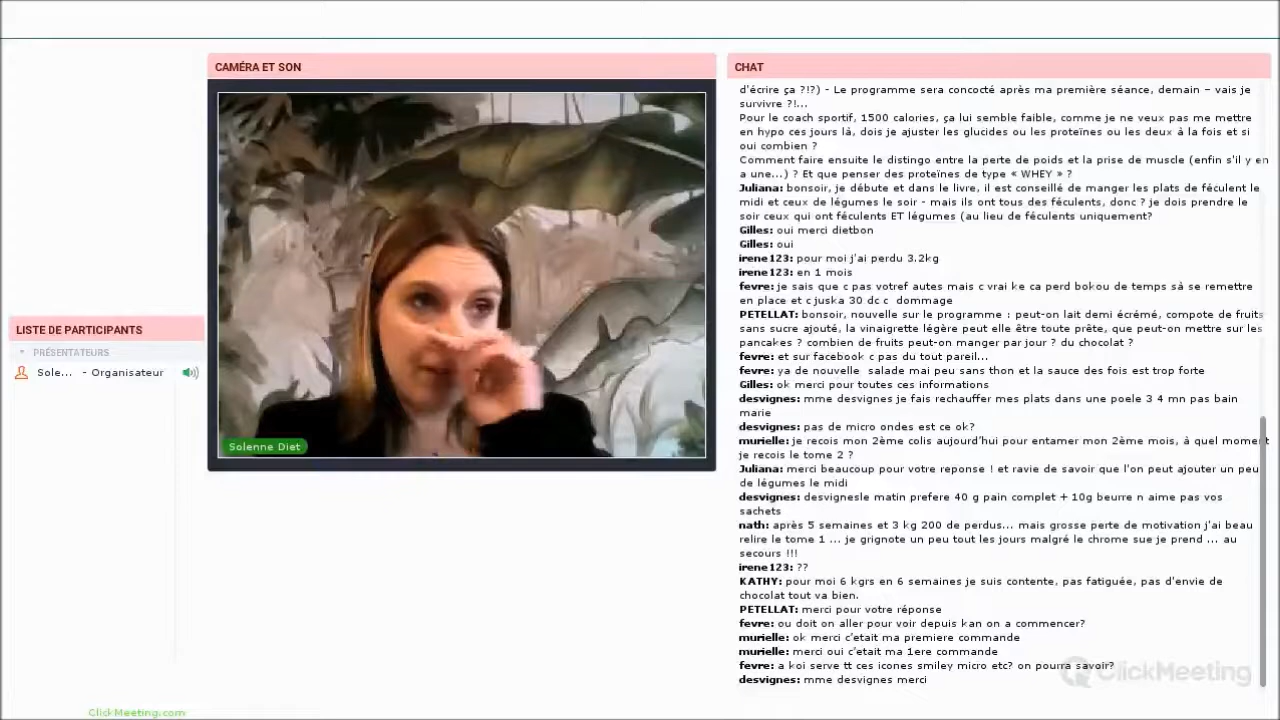 CAMÉRA ET SON
Solenne Diet
LISTE DE PARTICIPANTS
PRÉSENTATEURS
Sole... - Organisateur
CHAT
d'écrire ça ?!?) - Le programme sera concocté après ma première séance, demain – vais je
survivre ?!...
Pour le coach sportif, 1500 calories, ça lui semble faible, comme je ne veux pas me mettre
en hypo ces jours là, dois je ajuster les glucides ou les proteïnes ou les deux à la fois et si
oui combien ?
Comment faire ensuite le distingo entre la perte de poids et la prise de muscle (enfin s'il y en
a une...) ? Et que penser des proteïnes de type « WHEY » ?
Juliana: bonsoir, je débute et dans le livre, il est conseillé de manger les plats de féculent le
midi et ceux de légumes le soir - mais ils ont tous des féculents, donc ? je dois prendre le
soir ceux qui ont féculents ET légumes (au lieu de féculents uniquement?
Gilles: oui merci dietbon
Gilles: oui
irene123: pour moi j'ai perdu 3.2kg
irene123: en 1 mois
fevre: je sais que c pas votref autes mais c vrai ke ca perd bokou de temps sà se remettre
en place et c juska 30 dc c dommage
PETELLAT: bonsoir, nouvelle sur le programme : peut-on lait demi écrémé, compote de fruits
sans sucre ajouté, la vinaigrette légère peut elle être toute prête, que peut-on mettre sur les
pancakes ? combien de fruits peut-on manger par jour ? du chocolat ?
fevre: et sur facebook c pas du tout pareil...
fevre: ya de nouvelle salade mai peu sans thon et la sauce des fois est trop forte
Gilles: ok merci pour toutes ces informations
desvignes: mme desvignes je fais rechauffer mes plats dans une poele 3 4 mn pas bain
marie
desvignes: pas de micro ondes est ce ok?
murielle: je recois mon 2ème colis aujourd'hui pour entamer mon 2ème mois, à quel moment
je recois le tome 2 ?
Juliana: merci beaucoup pour votre reponse ! et ravie de savoir que l'on peut ajouter un peu
de légumes le midi
desvignes: desvignesle matin prefere 40 g pain complet + 10g beurre n aime pas vos
sachets
nath: après 5 semaines et 3 kg 200 de perdus... mais grosse perte de motivation j'ai beau
relire le tome 1 ... je grignote un peu tout les jours malgré le chrome sue je prend ... au
secours !!!
irene123: ??
KATHY: pour moi 6 kgrs en 6 semaines je suis contente, pas fatiguée, pas d'envie de
chocolat tout va bien.
PETELLAT: merci pour votre réponse
fevre: ou doit on aller pour voir depuis kan on a commencer?
murielle: ok merci c'etait ma premiere commande
murielle: merci oui c'etait ma 1ere commande
fevre: a koi serve tt ces icones smiley micro etc? on pourra savoir?
desvignes: mme desvignes merci
ClickMeeting
ClickMeeting.com